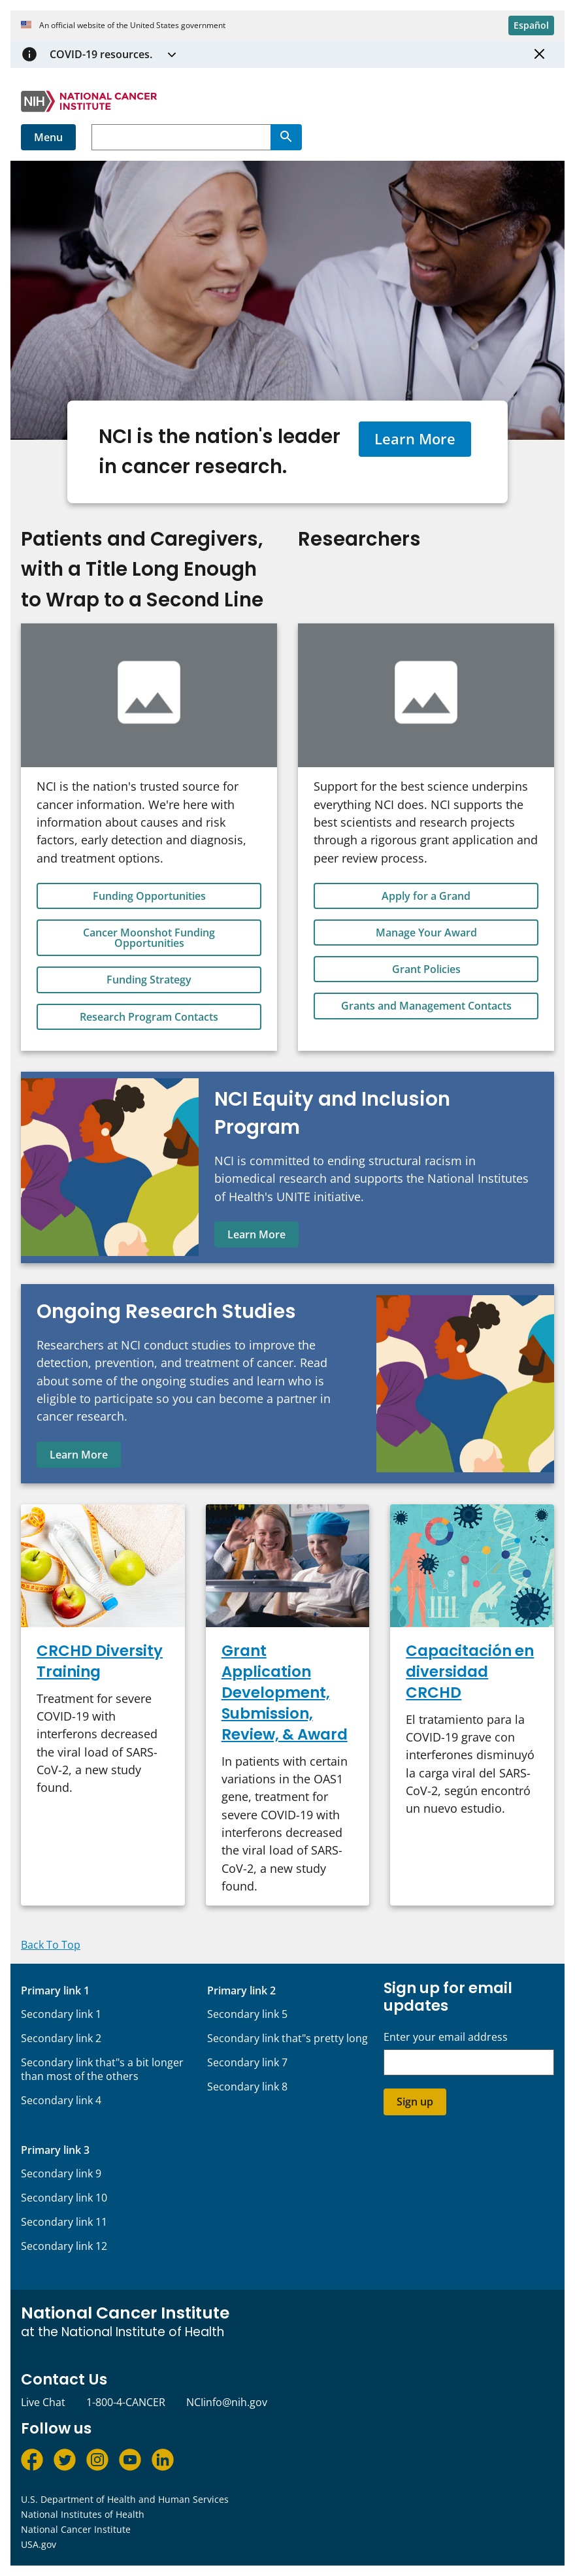 An official website of the United States government
Español
COVID-19 resources.
NIH NATIONAL CANCER
INSTITUTE
Menu
NCI is the nation's leader
in cancer research.
Learn More
Patients and Caregivers,
with a Title Long Enough
to Wrap to a Second Line
NCI is the nation's trusted source for
cancer information. We're here with
information about causes and risk
factors, early detection and diagnosis,
and treatment options.
Funding Opportunities
Cancer Moonshot Funding
Opportunities
Funding Strategy
Research Program Contacts
Researchers
Support for the best science underpins
everything NCI does. NCI supports the
best scientists and research projects
through a rigorous grant application and
peer review process.
Apply for a Grand
Manage Your Award
Grant Policies
Grants and Management Contacts
NCI Equity and Inclusion
Program
NCI is committed to ending structural racism in
biomedical research and supports the National Institutes
of Health's UNITE initiative.
Learn More
Ongoing Research Studies
Researchers at NCI conduct studies to improve the
detection, prevention, and treatment of cancer. Read
about some of the ongoing studies and learn who is
eligible to participate so you can become a partner in
cancer research.
Learn More
CRCHD Diversity
Training
Treatment for severe
COVID-19 with
interferons decreased
the viral load of SARS-
CoV-2, a new study
found.
Grant
Application
Development,
Submission,
Review, & Award
In patients with certain
variations in the OAS1
gene, treatment for
severe COVID-19 with
interferons decreased
the viral load of SARS-
CoV-2, a new study
found.
Capacitación en
diversidad
CRCHD
El tratamiento para la
COVID-19 grave con
interferones disminuyó
la carga viral del SARS-
CoV-2, según encontró
un nuevo estudio.
Back To Top
Primary link 1
Secondary link 1
Secondary link 2
Secondary link that"s a bit longer
than most of the others
Secondary link 4
Primary link 2
Secondary link 5
Secondary link that"s pretty long
Secondary link 7
Secondary link 8
Primary link 3
Secondary link 9
Secondary link 10
Secondary link 11
Secondary link 12
Sign up for email
updates
Enter your email address
Sign up
National Cancer Institute
at the National Institute of Health
Contact Us
Live Chat 1-800-4-CANCER NCIinfo@nih.gov
Follow us
U.S. Department of Health and Human Services
National Institutes of Health
National Cancer Institute
USA.gov